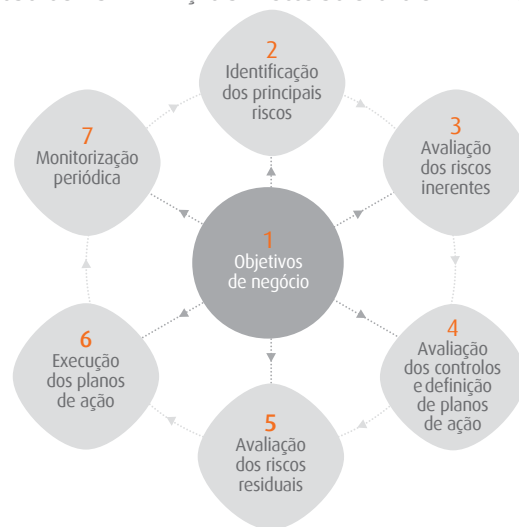 2
Identificação
dos principais
riscos
3
Avaliação
dos riscos
inerentes
4
Avaliação
dos controlos
e definição
de planos
de ação
5
Avaliação
dos riscos
residuais
6
Execução
dos planos
de ação
7
Monitorização
periódica
1
Objetivos
de negócio